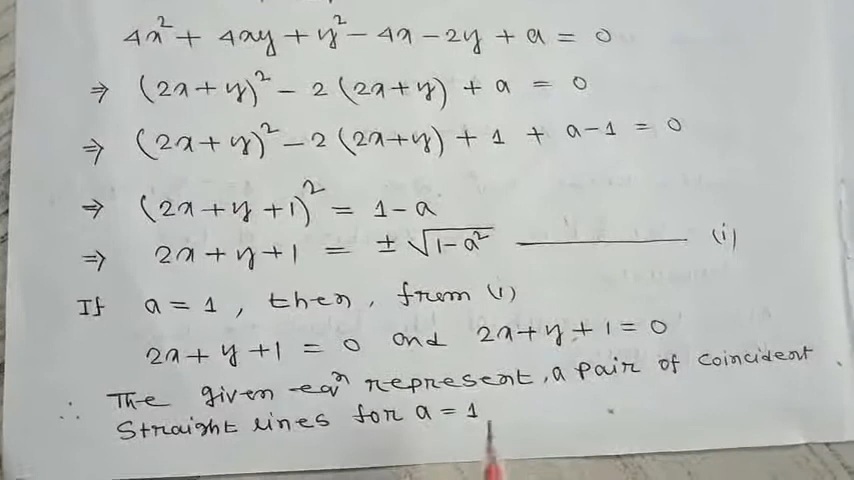 4x² + 4xy + y² - 4x - 2y + a = 0
⇒ (2x + y)² - 2 (2x + y) + a = 0
⇒ (2x + y)² - 2 (2x + y) + 1 + a - 1 = 0
⇒ (2x + y + 1)² = 1 - a
⇒ 2x + y + 1 = ± √(1 - a²) ——— (i)
If a = 1, then, from (i)
2x + y + 1 = 0 and 2x + y + 1 = 0
∴ The given eqⁿ represent, a pair of coincident
straight lines for a = 1